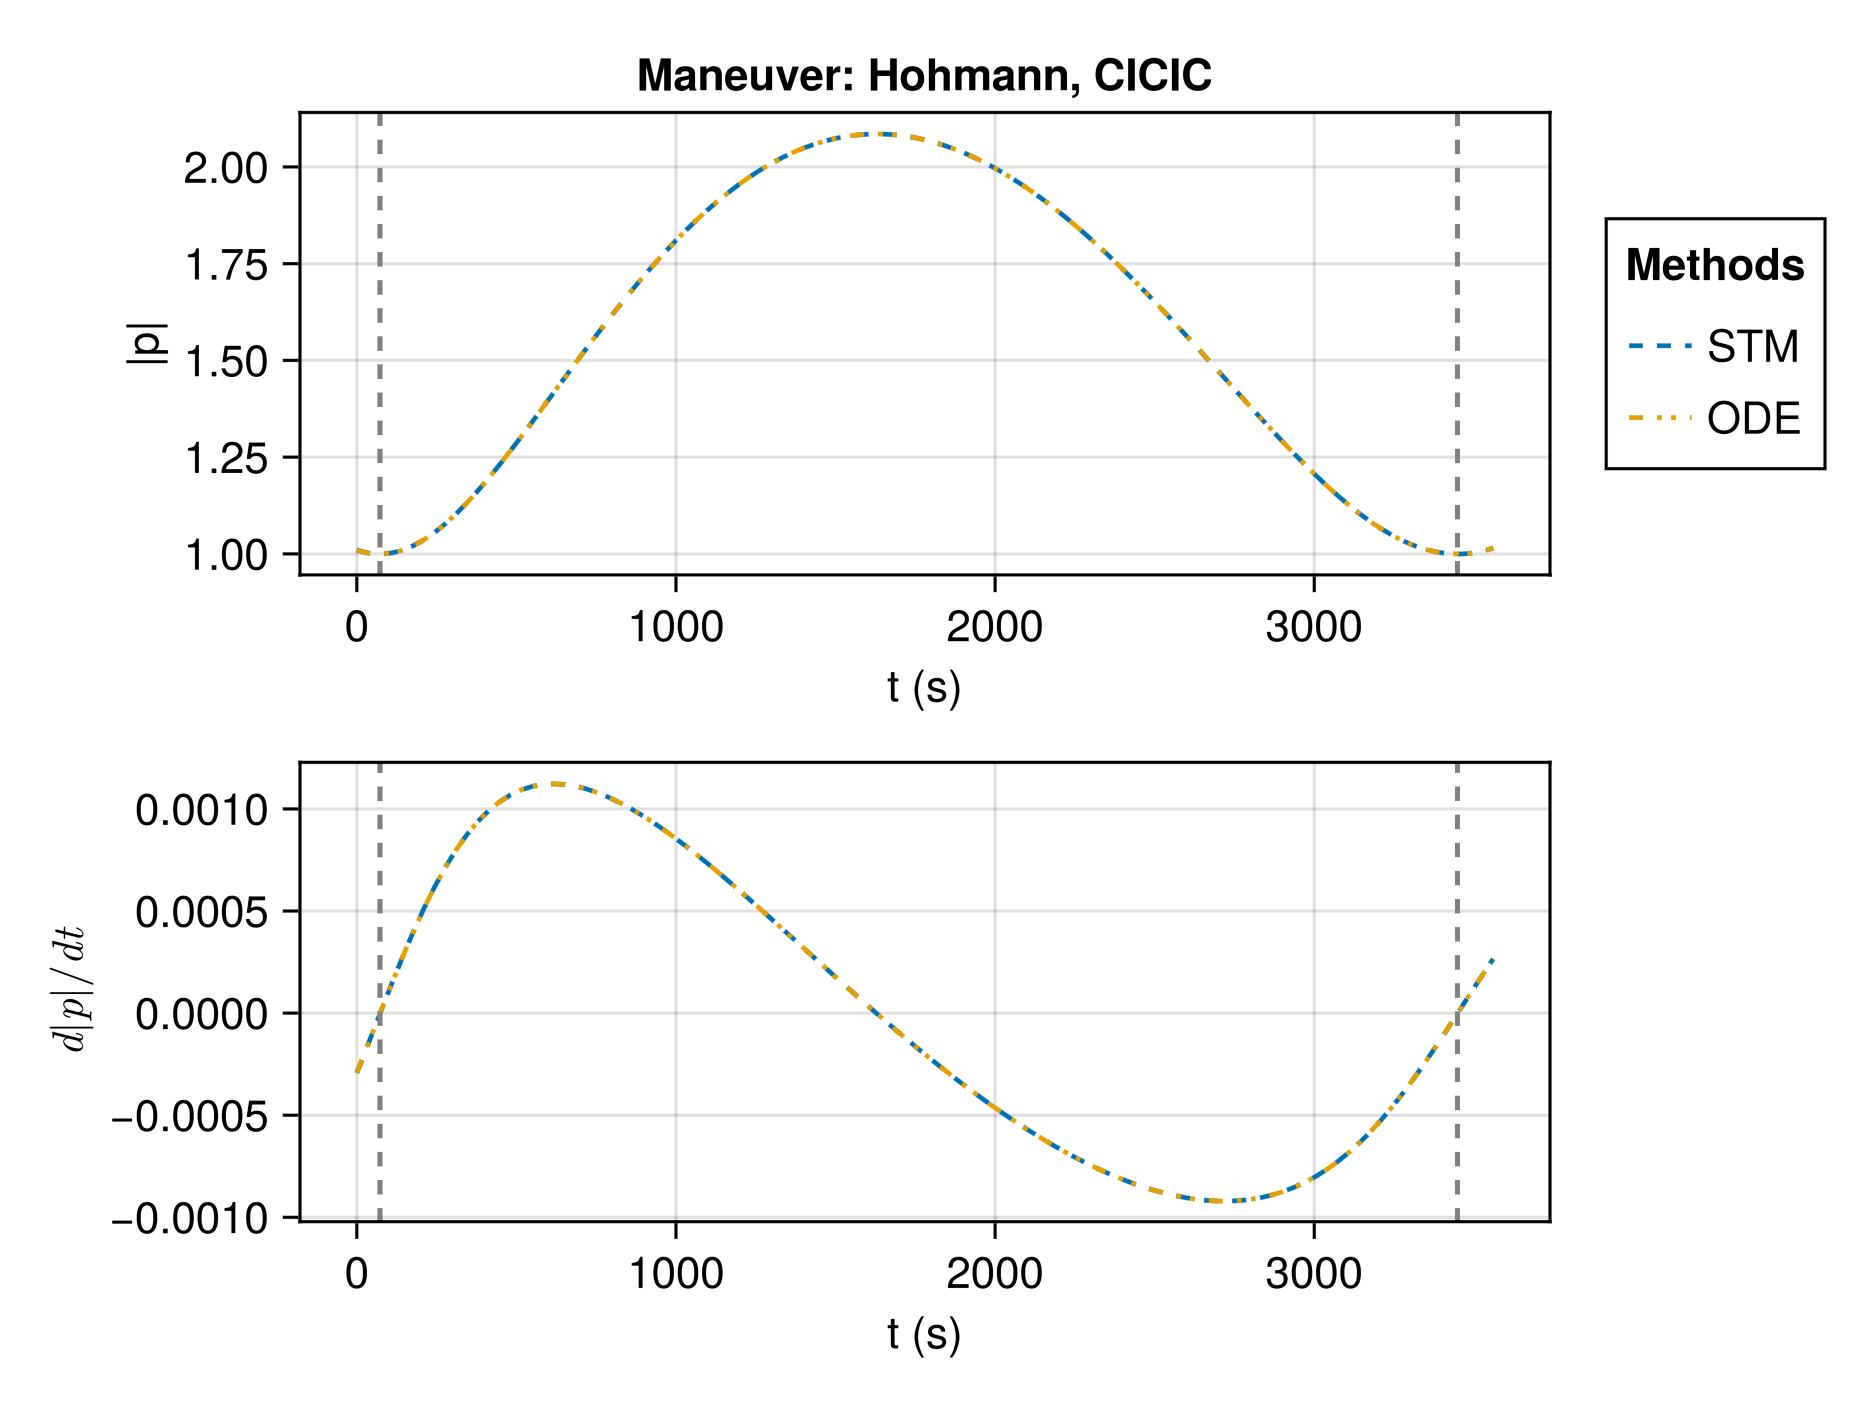 Maneuver: Hohmann, CICIC
|p|
2.00
1.75
1.50
1.25
1.00
0 1000 2000 3000
t (s)
Methods
STM
ODE
d|p|/dt
0.0010
0.0005
0.0000
−0.0005
−0.0010
0 1000 2000 3000
t (s)